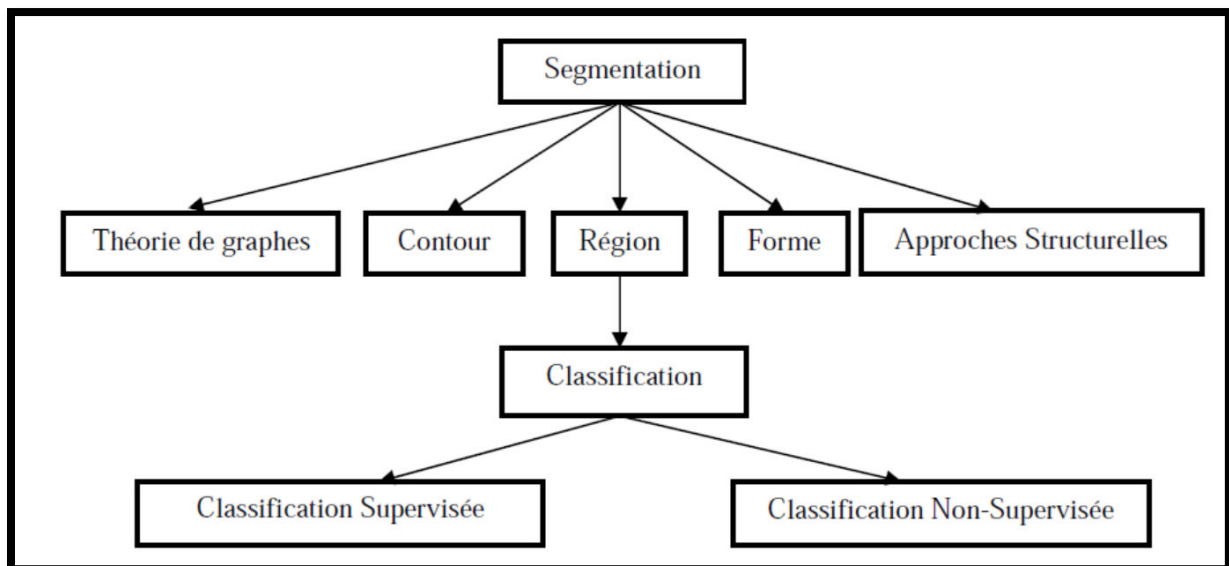 Segmentation
Théorie de graphes
Contour
Région
Forme
Approches Structurelles
Classification
Classification Supervisée
Classification Non-Supervisée